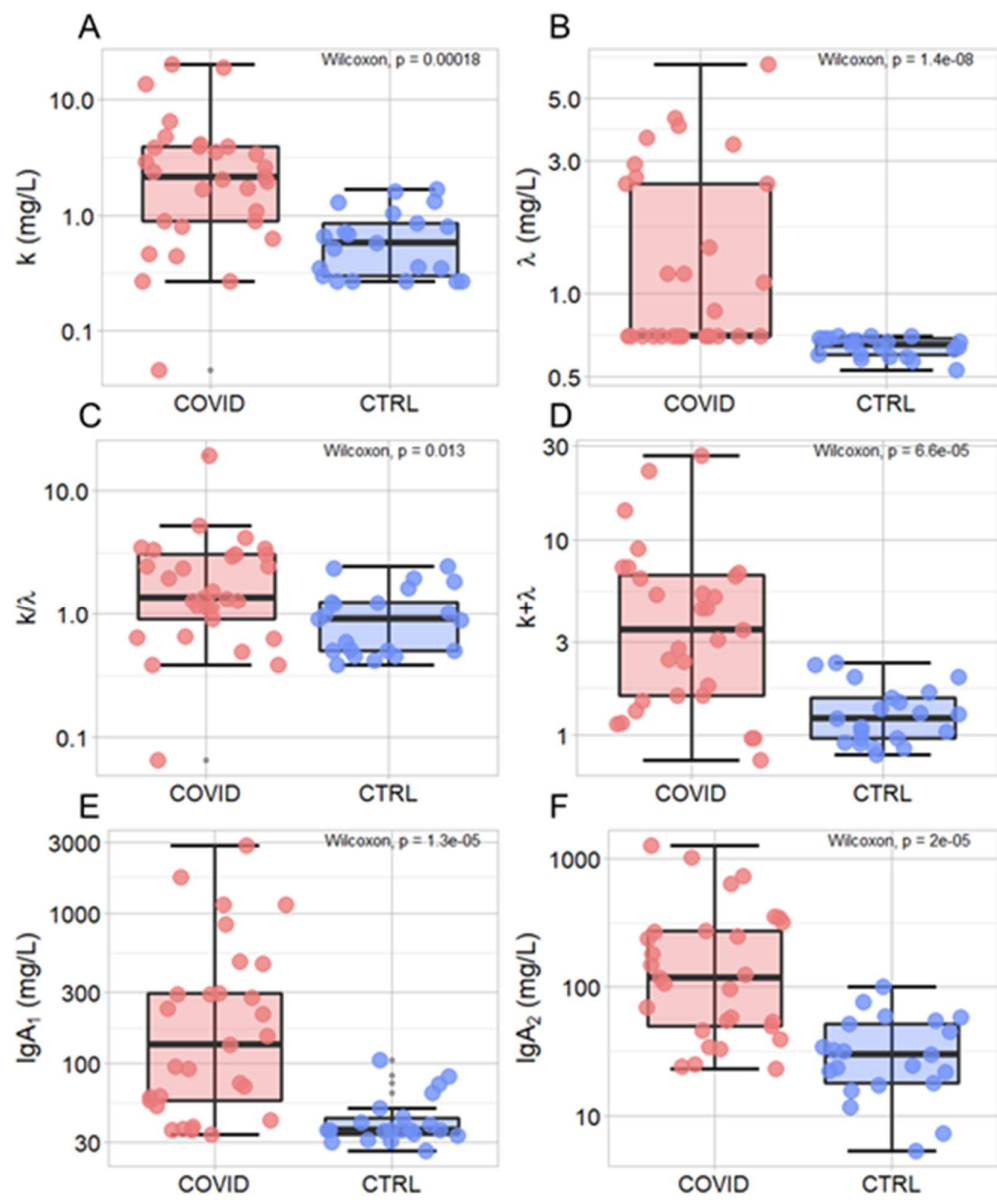 A
Wilcoxon, p = 0.00018
k (mg/L)
10.0
1.0
0.1
COVID
CTRL
B
Wilcoxon, p = 1.4e-08
λ (mg/L)
5.0
3.0
1.0
0.5
COVID
CTRL
C
Wilcoxon, p = 0.013
k/λ
10.0
1.0
0.1
COVID
CTRL
D
Wilcoxon, p = 6.6e-05
k+λ
30
10
3
1
COVID
CTRL
E
Wilcoxon, p = 1.3e-05
IgA₁ (mg/L)
3000
1000
300
100
30
COVID
CTRL
F
Wilcoxon, p = 2e-05
IgA₂ (mg/L)
1000
100
10
COVID
CTRL